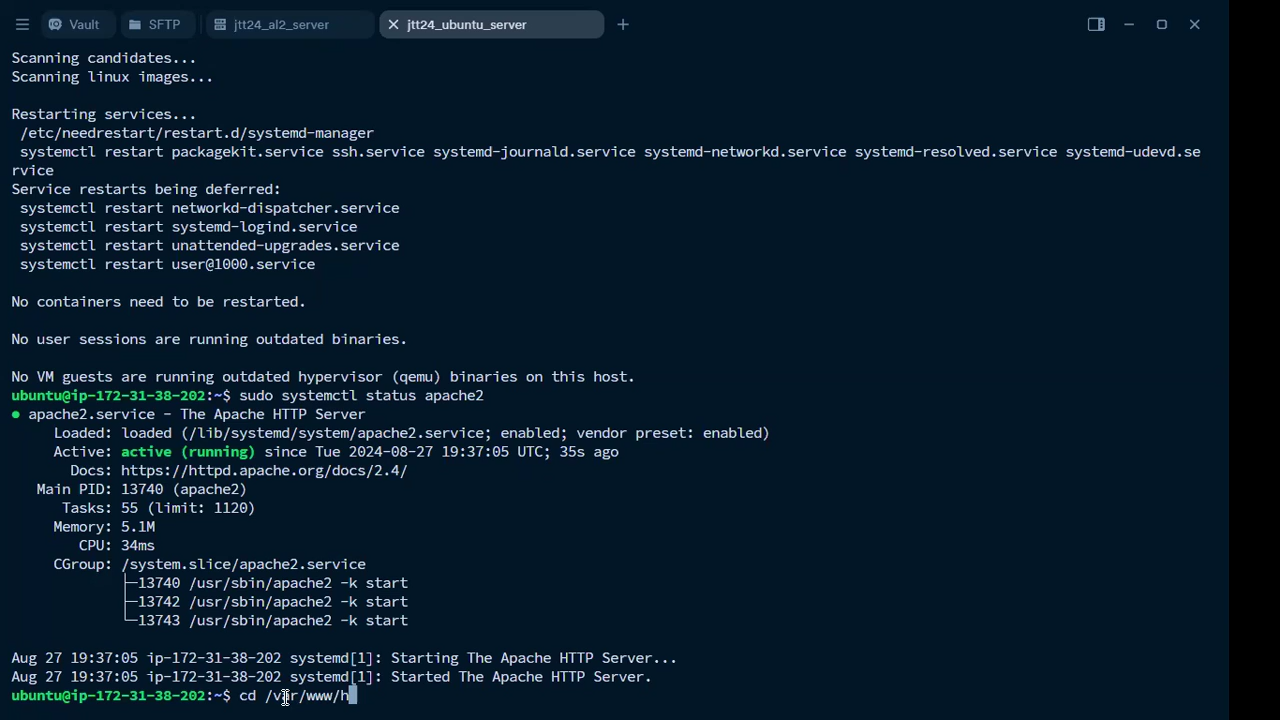 Vault SFTP jtt24_al2_server jtt24_ubuntu_server
Scanning candidates...
Scanning linux images...
Restarting services...
/etc/needrestart/restart.d/systemd-manager
systemctl restart packagekit.service ssh.service systemd-journald.service systemd-networkd.service systemd-resolved.service systemd-udevd.se
rvice
Service restarts being deferred:
systemctl restart networkd-dispatcher.service
systemctl restart systemd-logind.service
systemctl restart unattended-upgrades.service
systemctl restart user@1000.service
No containers need to be restarted.
No user sessions are running outdated binaries.
No VM guests are running outdated hypervisor (qemu) binaries on this host.
ubuntu@ip-172-31-38-202:~$ sudo systemctl status apache2
● apache2.service - The Apache HTTP Server
Loaded: loaded (/lib/systemd/system/apache2.service; enabled; vendor preset: enabled)
Active: active (running) since Tue 2024-08-27 19:37:05 UTC; 35s ago
Docs: https://httpd.apache.org/docs/2.4/
Main PID: 13740 (apache2)
Tasks: 55 (limit: 1120)
Memory: 5.1M
CPU: 34ms
CGroup: /system.slice/apache2.service
├─13740 /usr/sbin/apache2 -k start
├─13742 /usr/sbin/apache2 -k start
└─13743 /usr/sbin/apache2 -k start
Aug 27 19:37:05 ip-172-31-38-202 systemd[1]: Starting The Apache HTTP Server...
Aug 27 19:37:05 ip-172-31-38-202 systemd[1]: Started The Apache HTTP Server.
ubuntu@ip-172-31-38-202:~$ cd /var/www/h